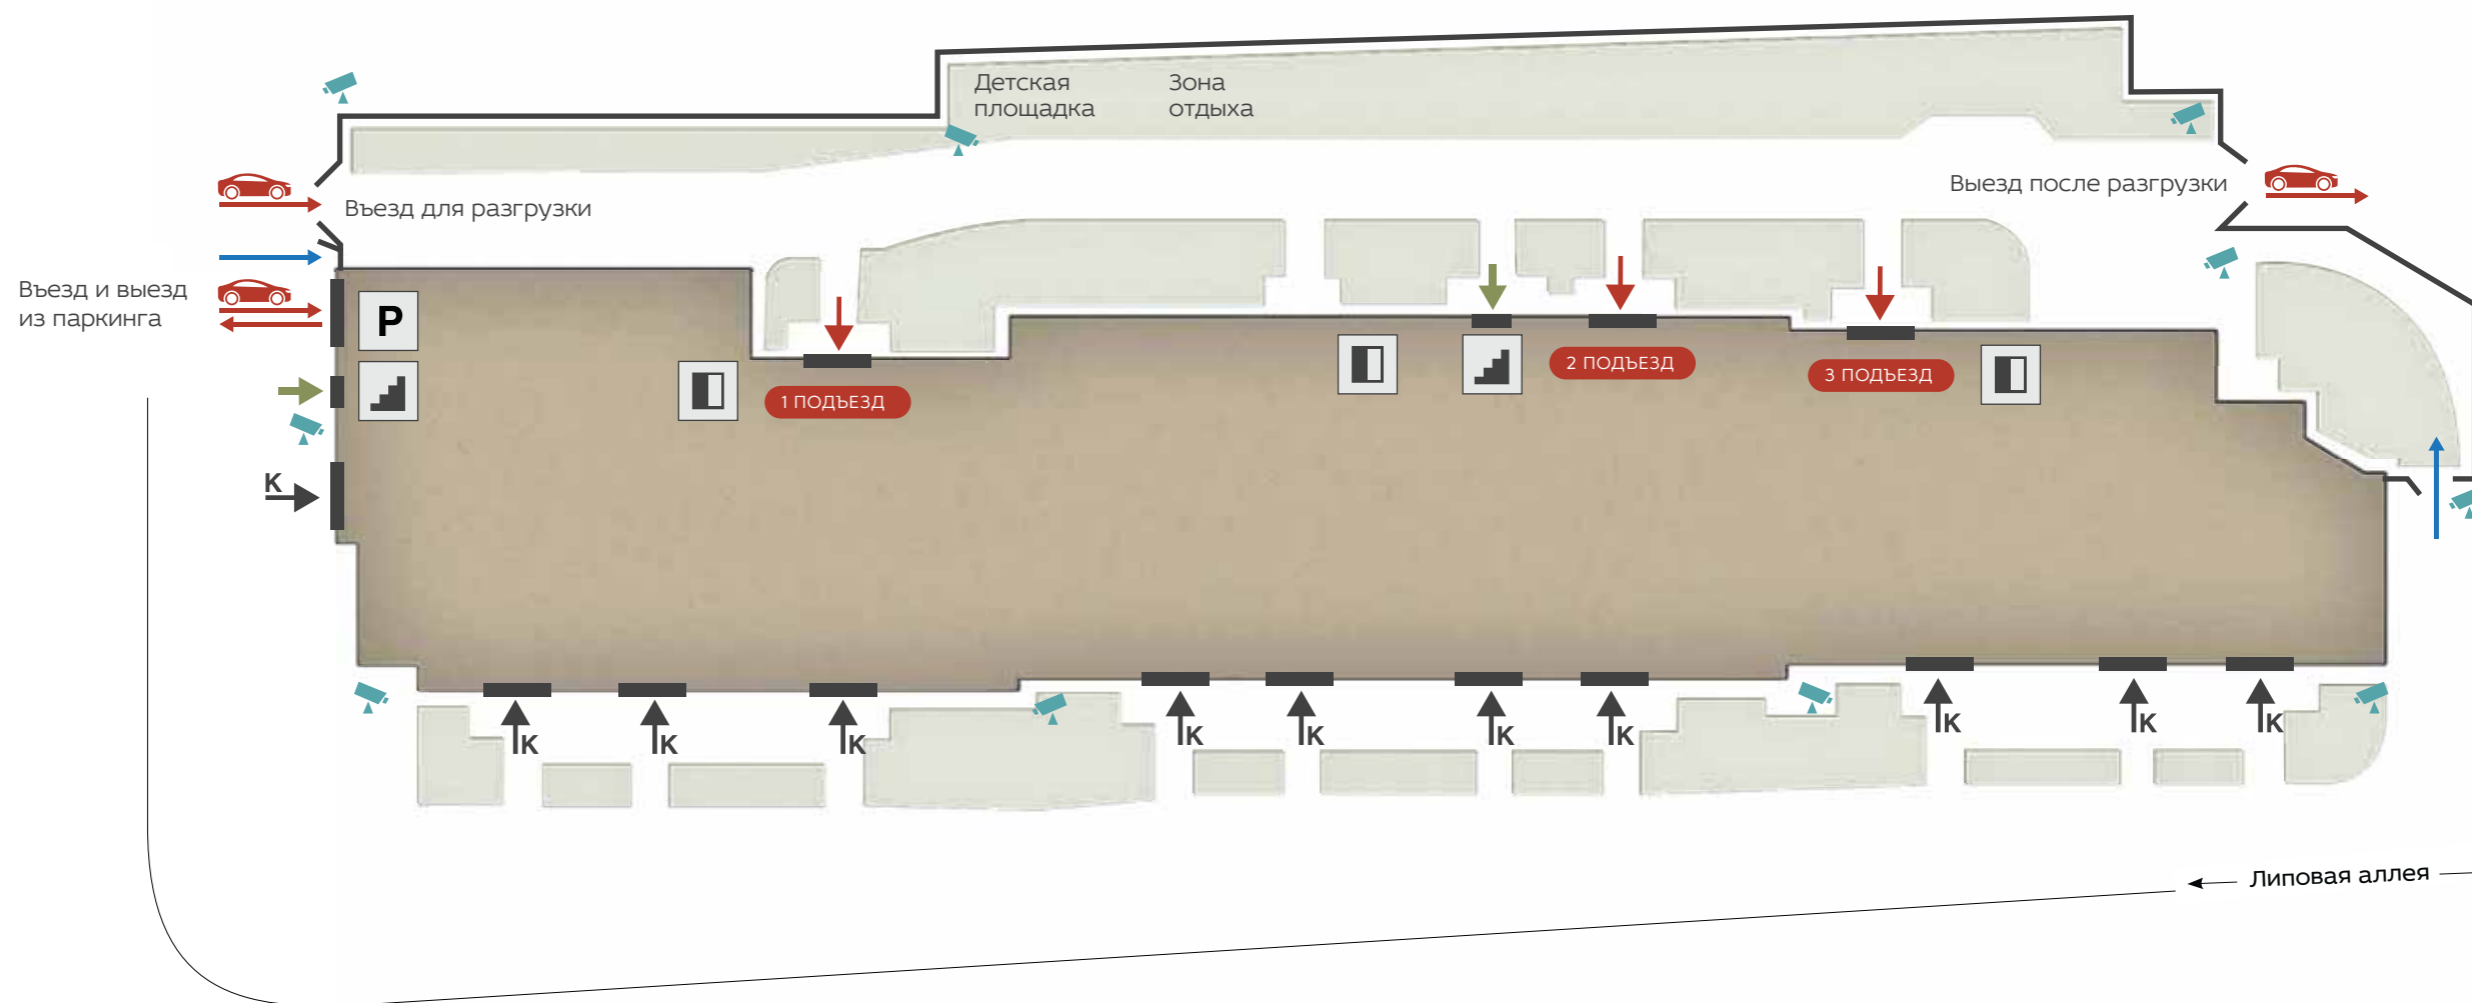 Детская
площадка
Зона
отдыха
Въезд для разгрузки
Выезд после разгрузки
Въезд и выезд
из паркинга
P
1 ПОДЪЕЗД
2 ПОДЪЕЗД
3 ПОДЪЕЗД
К
К
К
К
К
К
К
К
К
К
К
Липовая аллея